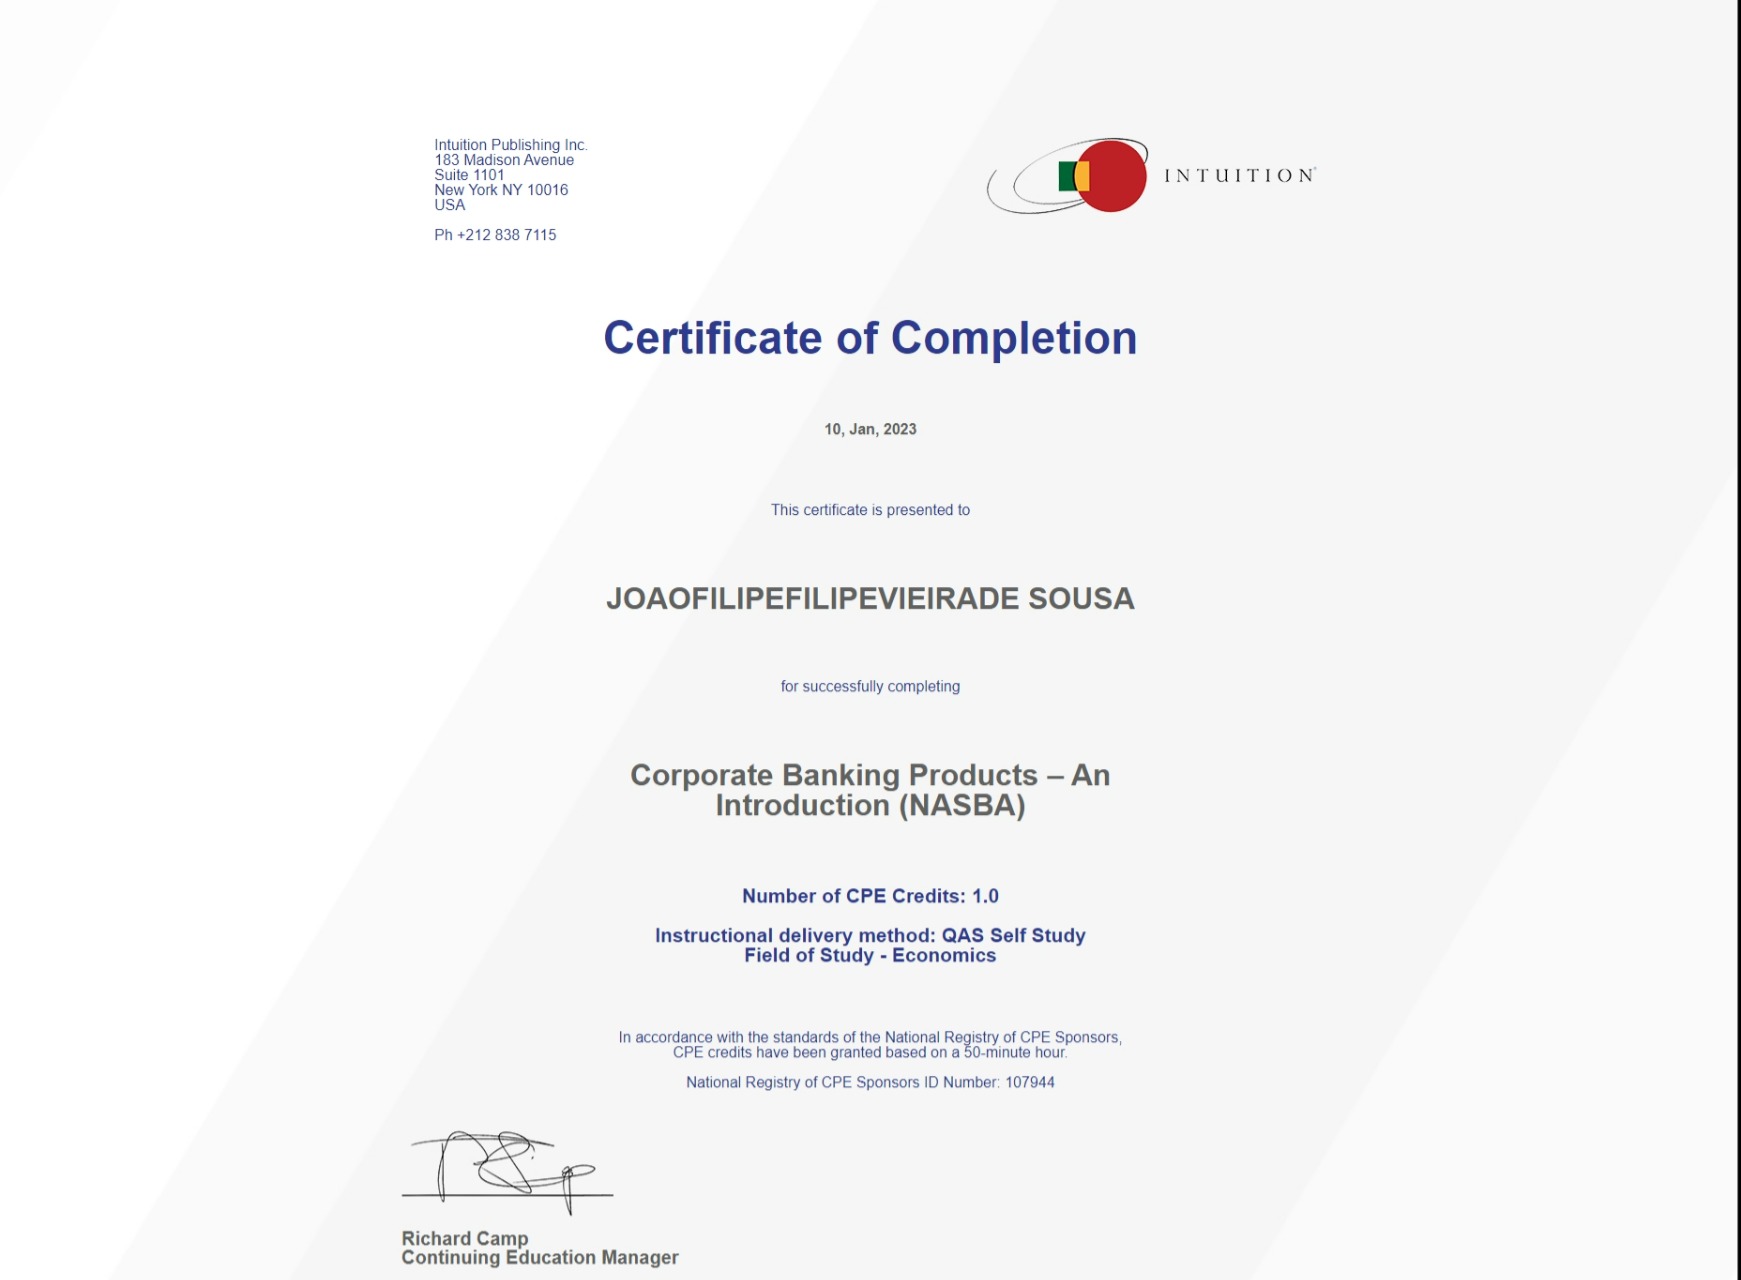 Intuition Publishing Inc.
183 Madison Avenue
Suite 1101
New York NY 10016
USA
Ph +212 838 7115
INTUITION®
Certificate of Completion
10, Jan, 2023
This certificate is presented to
JOAOFILIPEFILIPEVIEIRADE SOUSA
for successfully completing
Corporate Banking Products – An
Introduction (NASBA)
Number of CPE Credits: 1.0
Instructional delivery method: QAS Self Study
Field of Study - Economics
In accordance with the standards of the National Registry of CPE Sponsors,
CPE credits have been granted based on a 50-minute hour.
National Registry of CPE Sponsors ID Number: 107944
Richard Camp
Continuing Education Manager